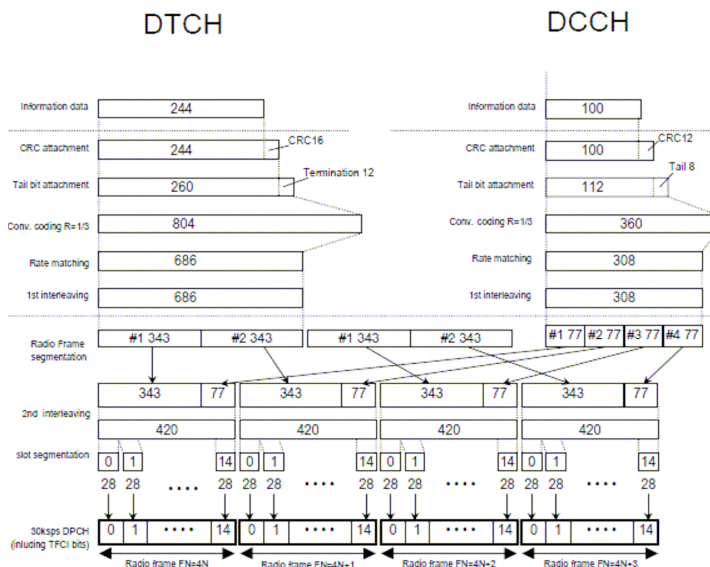 DTCH DCCH
Information data 244 100
CRC attachment 244 CRC16 100 CRC12
Tail bit attachment 260 Termination 12 Tail bit attachment 112 Tail 8
Conv. coding R=1/3 804 Conv. coding R=1/3 360
Rate matching 686 Rate matching 308
1st interleaving 686 1st interleaving 308
Information data
CRC attachment
Radio Frame segmentation #1 343 #2 343 #1 343 #2 343 #1 77 #2 77 #3 77 #4 77
343 77 343 77 343 77 343 77
2nd interleaving
420 420 420 420
slot segmentation
0 1 14 0 1 14 0 1 14 0 1 14
28 28 •••• 28 28 28 •••• 28 28 28 •••• 28 28 28 •••• 28
30ksps DPCH 0 1 •••• 14 0 1 •••• 14 0 1 •••• 14 0 1 •••• 14
(inluding TFCI bits)
Radio frame FN=4N Radio frame FN=4N+1 Radio frame FN=4N+2 Radio frame FN=4N+3